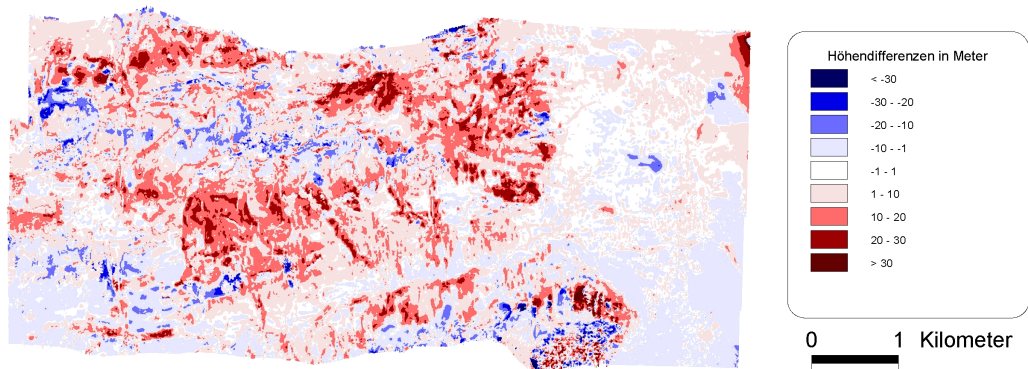 Höhendifferenzen in Meter
< -30
-30 - -20
-20 - -10
-10 - -1
-1 - 1
1 - 10
10 - 20
20 - 30
> 30
0 1 Kilometer